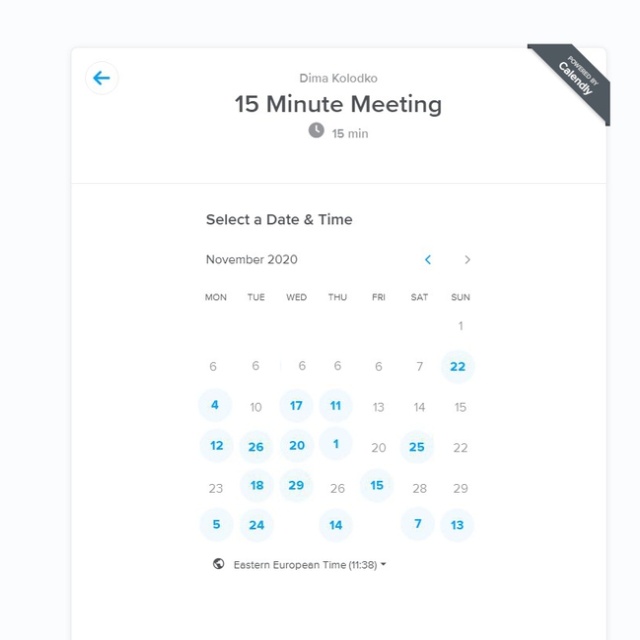 POWERED BY
Calendly
Dima Kolodko
15 Minute Meeting
15 min
Select a Date & Time
November 2020
MON TUE WED THU FRI SAT SUN
1
6 6 6 6 6 7 22
4 10 17 11 13 14 15
12 26 20 1 20 25 22
23 18 29 26 15 28 29
5 24 14 7 13
Eastern European Time (11:38)